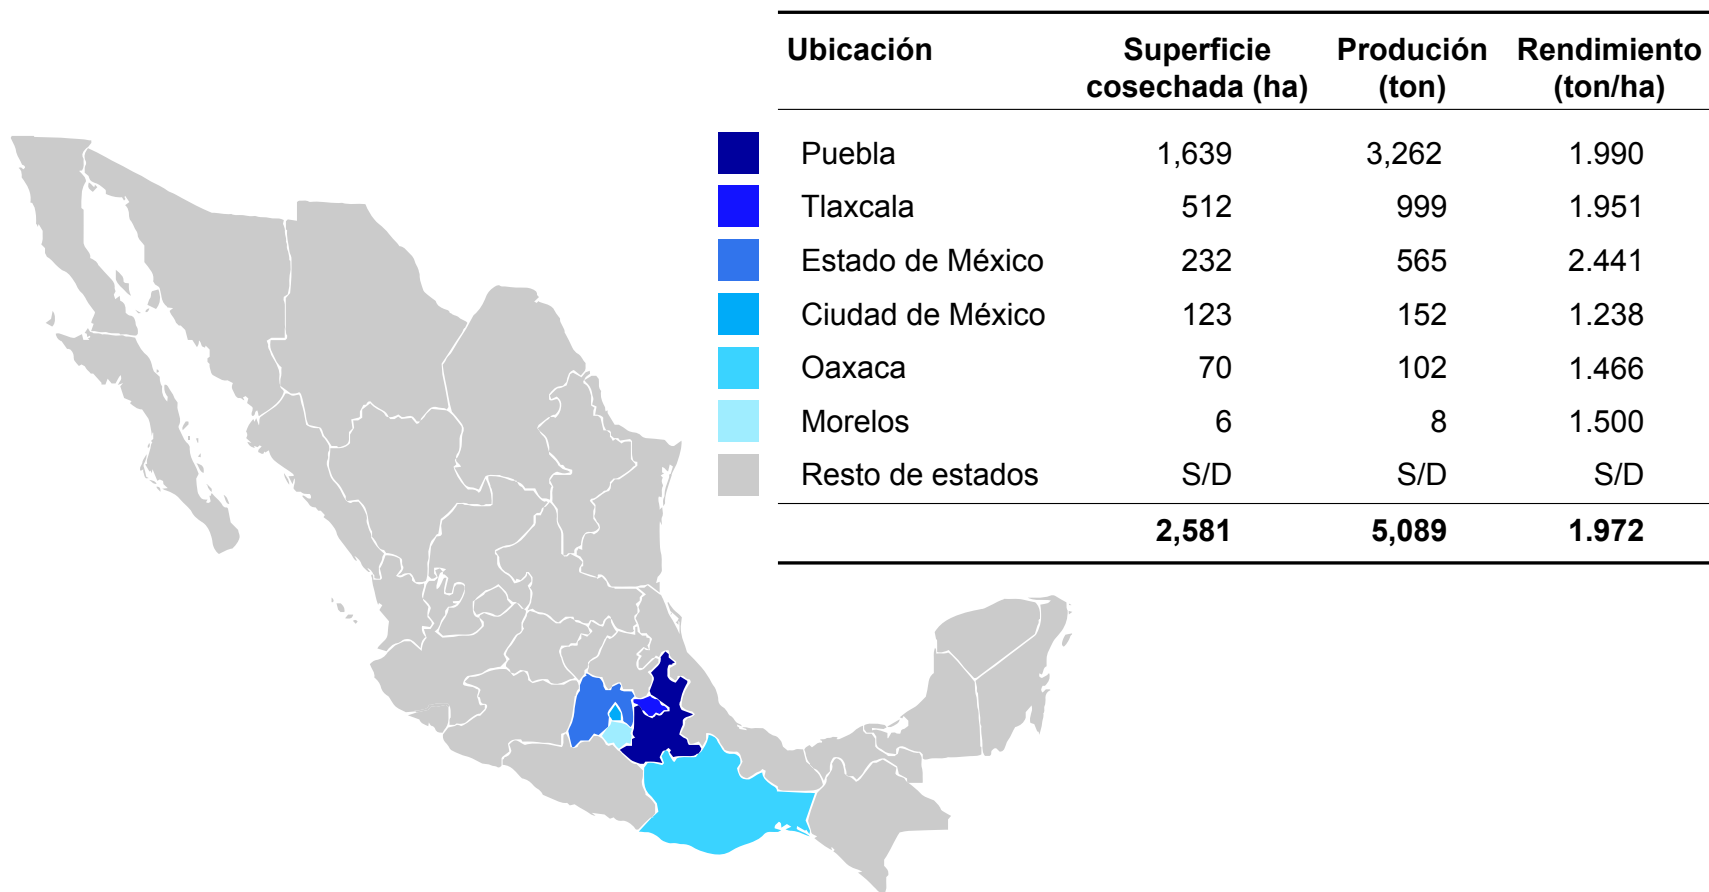 Ubicación Superficie cosechada (ha) Produción (ton) Rendimiento (ton/ha)
Puebla 1,639 3,262 1.990
Tlaxcala 512 999 1.951
Estado de México 232 565 2.441
Ciudad de México 123 152 1.238
Oaxaca 70 102 1.466
Morelos 6 8 1.500
Resto de estados S/D S/D S/D
2,581 5,089 1.972